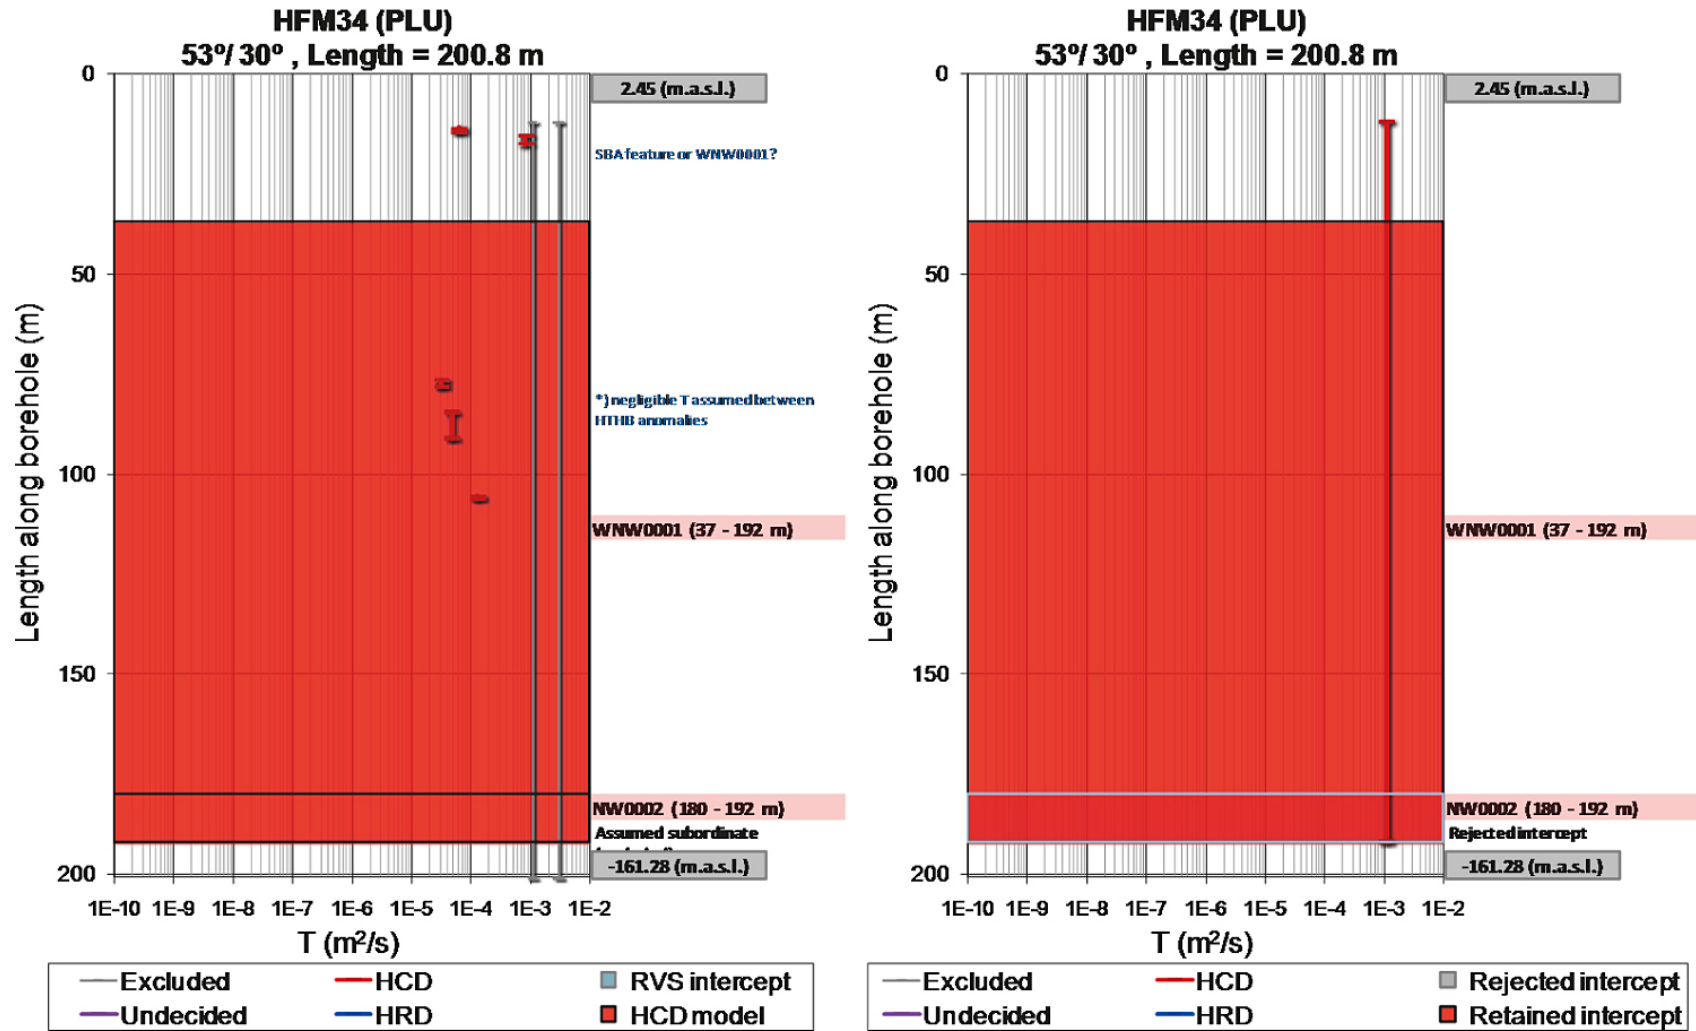 HFM34 (PLU)
53º/ 30º , Length = 200.8 m
0
50
100
150
200
Length along borehole (m)
2.45 (m.a.s.l.)
SBA feature or WNW0001?
*) negligible T assumed between
HTHB anomalies
WNW0001 (37 - 192 m)
NW0002 (180 - 192 m)
Assumed subordinate
-161.28 (m.a.s.l.)
1E-10 1E-9 1E-8 1E-7 1E-6 1E-5 1E-4 1E-3 1E-2
T (m²/s)
Excluded HCD RVS intercept
Undecided HRD HCD model
HFM34 (PLU)
53º/ 30º , Length = 200.8 m
0
50
100
150
200
Length along borehole (m)
2.45 (m.a.s.l.)
WNW0001 (37 - 192 m)
NW0002 (180 - 192 m)
Rejected intercept
-161.28 (m.a.s.l.)
1E-10 1E-9 1E-8 1E-7 1E-6 1E-5 1E-4 1E-3 1E-2
T (m²/s)
Excluded HCD Rejected intercept
Undecided HRD Retained intercept